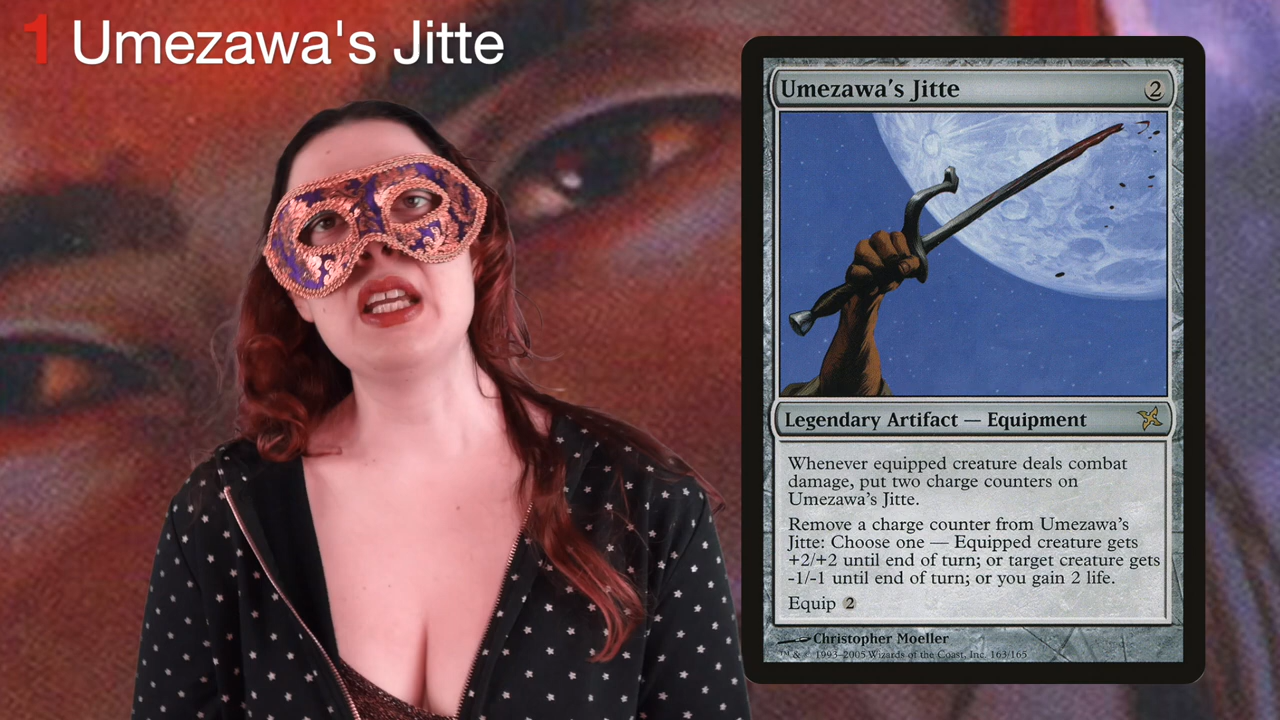 1 Umezawa's Jitte
Umezawa's Jitte 2
Legendary Artifact — Equipment
Whenever equipped creature deals combat
damage, put two charge counters on
Umezawa's Jitte.
Remove a charge counter from Umezawa's
Jitte: Choose one — Equipped creature gets
+2/+2 until end of turn; or target creature gets
-1/-1 until end of turn; or you gain 2 life.
Equip 2
Christopher Moeller
™ & © 1993–2005 Wizards of the Coast, Inc. 163/165